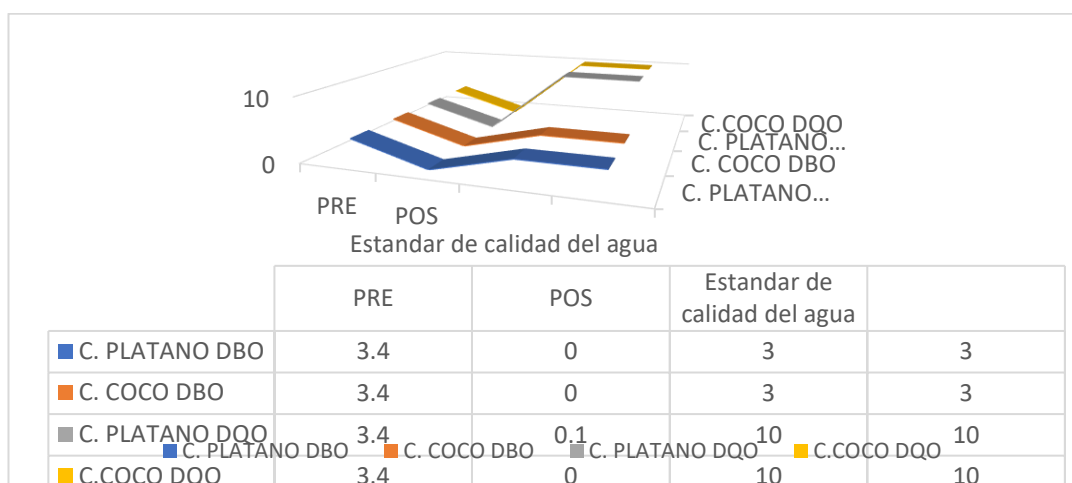 10
0
PRE
POS
Estandar de calidad del agua
C.COCO DQO
C. PLATANO...
C. COCO DBO
C. PLATANO...
PRE POS Estandar de calidad del agua
C. PLATANO DBO 3.4 0 3 3
C. COCO DBO 3.4 0 3 3
C. PLATANO DQO 3.4 0.1 10 10
C. PLATANO DBO C. COCO DBO C. PLATANO DQO C.COCO DQO
C.COCO DQO 3.4 0 10 10